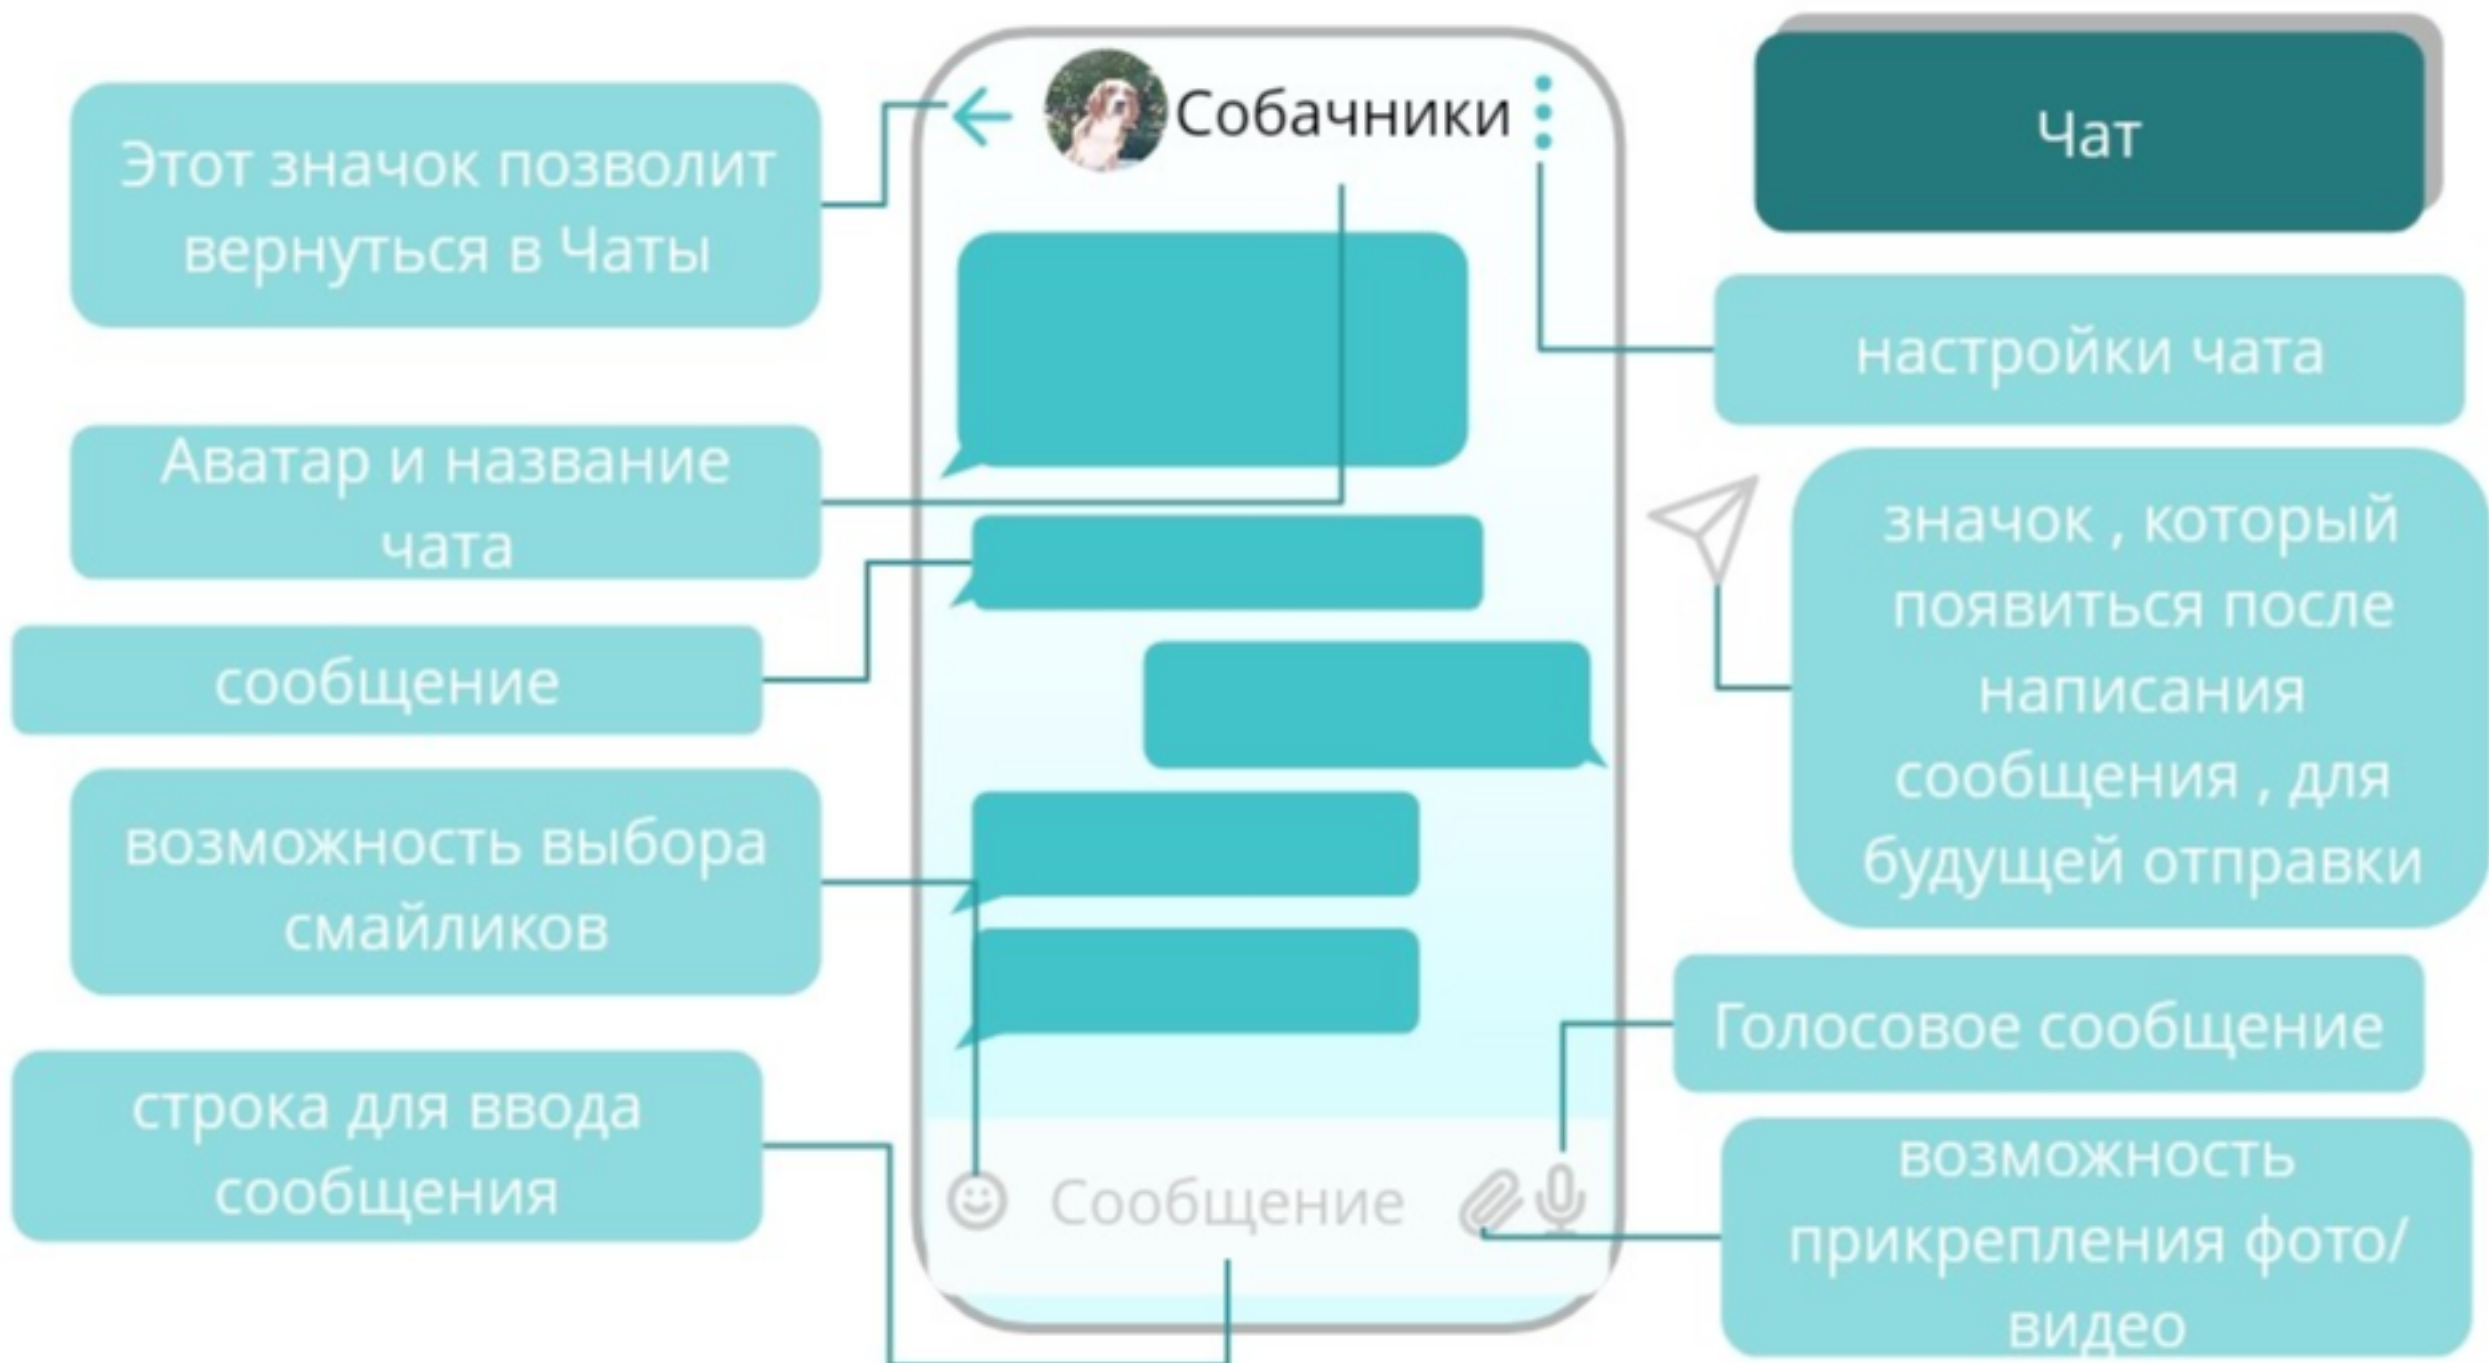 Чат
Этот значок позволит
вернуться в Чаты
Аватар и название
чата
сообщение
возможность выбора
смайликов
строка для ввода
сообщения
Собачники
Сообщение
настройки чата
значок , который
появиться после
написания
сообщения , для
будущей отправки
Голосовое сообщение
возможность
прикрепления фото/
видео